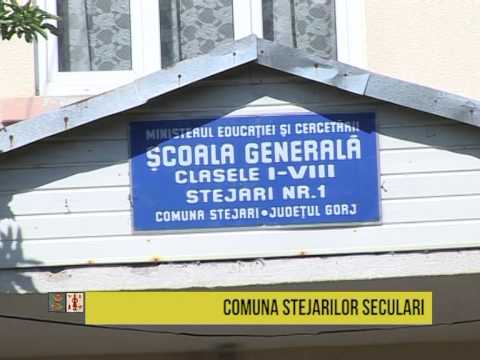 MINISTERUL EDUCAȚIEI ȘI CERCETĂRII
ȘCOALA GENERALĂ
CLASELE I-VIII
STEJARI NR.1
COMUNA STEJARI•JUDEȚUL GORJ
COMUNA STEJARILOR SECULARI